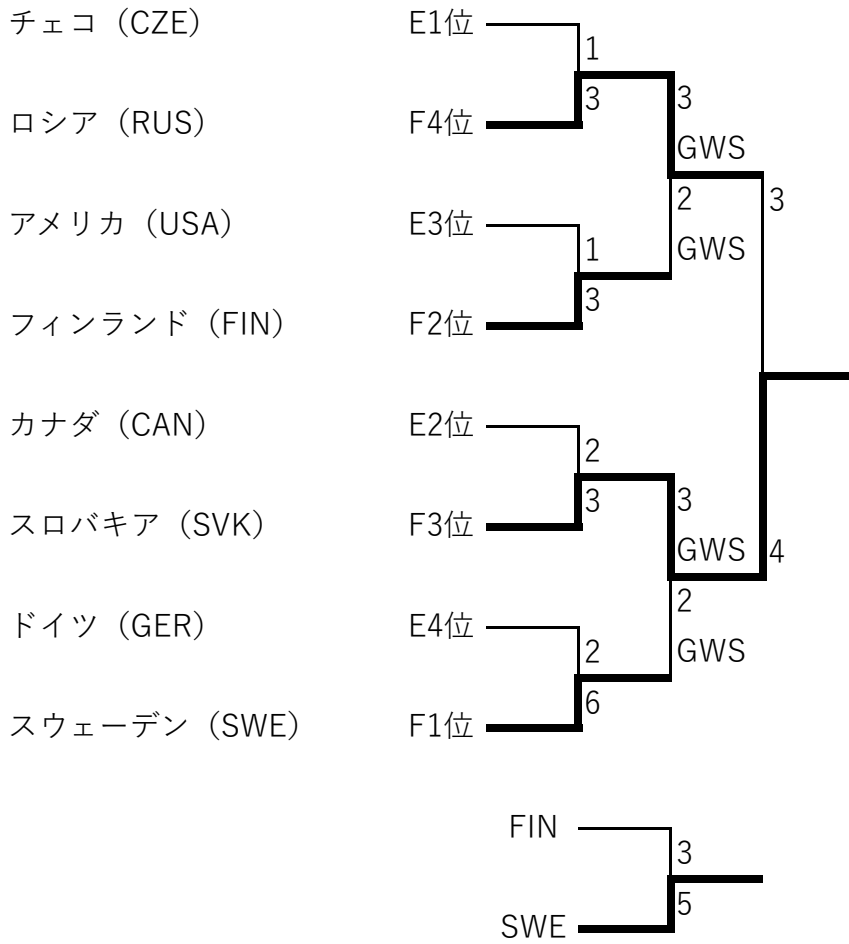 チェコ（CZE） E1位
1
3
3
ロシア（RUS） F4位
GWS
2
3
アメリカ（USA） E3位
GWS
1
3
フィンランド（FIN） F2位
カナダ（CAN） E2位
2
3
3
スロバキア（SVK） F3位
GWS
4
2
ドイツ（GER） E4位
2
GWS
6
スウェーデン（SWE） F1位
FIN
3
5
SWE